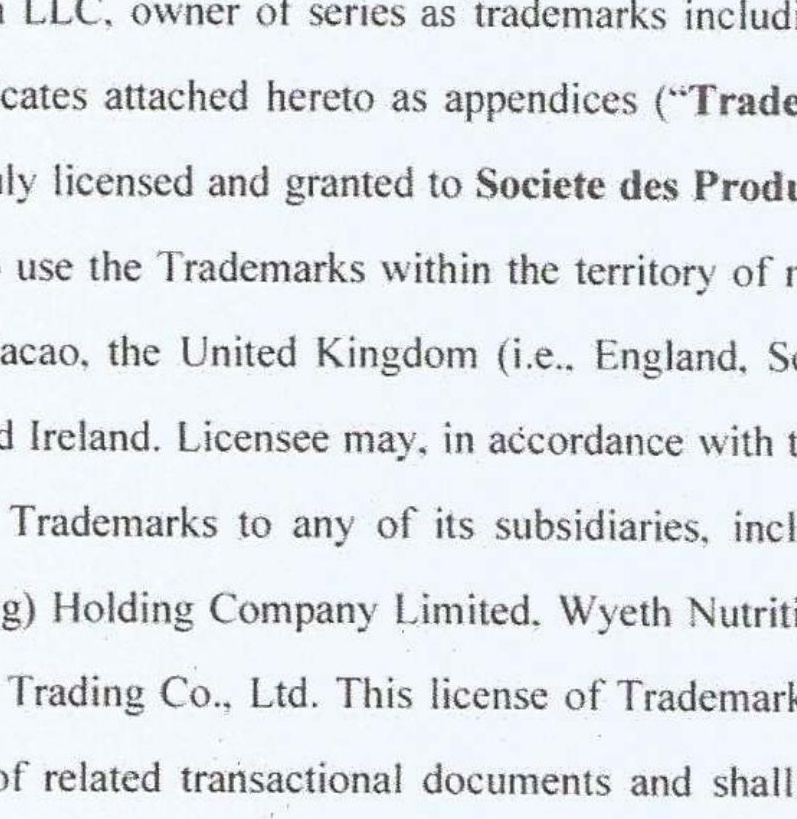 LLC, owner of series as trademarks includi
cates attached hereto as appendices ("Trade
ly licensed and granted to Societe des Produ
use the Trademarks within the territory of r
acao, the United Kingdom (i.e., England, Sc
d Ireland. Licensee may, in accordance with t
Trademarks to any of its subsidiaries, incl
g) Holding Company Limited, Wyeth Nutriti
Trading Co., Ltd. This license of Trademark
of related transactional documents and shall